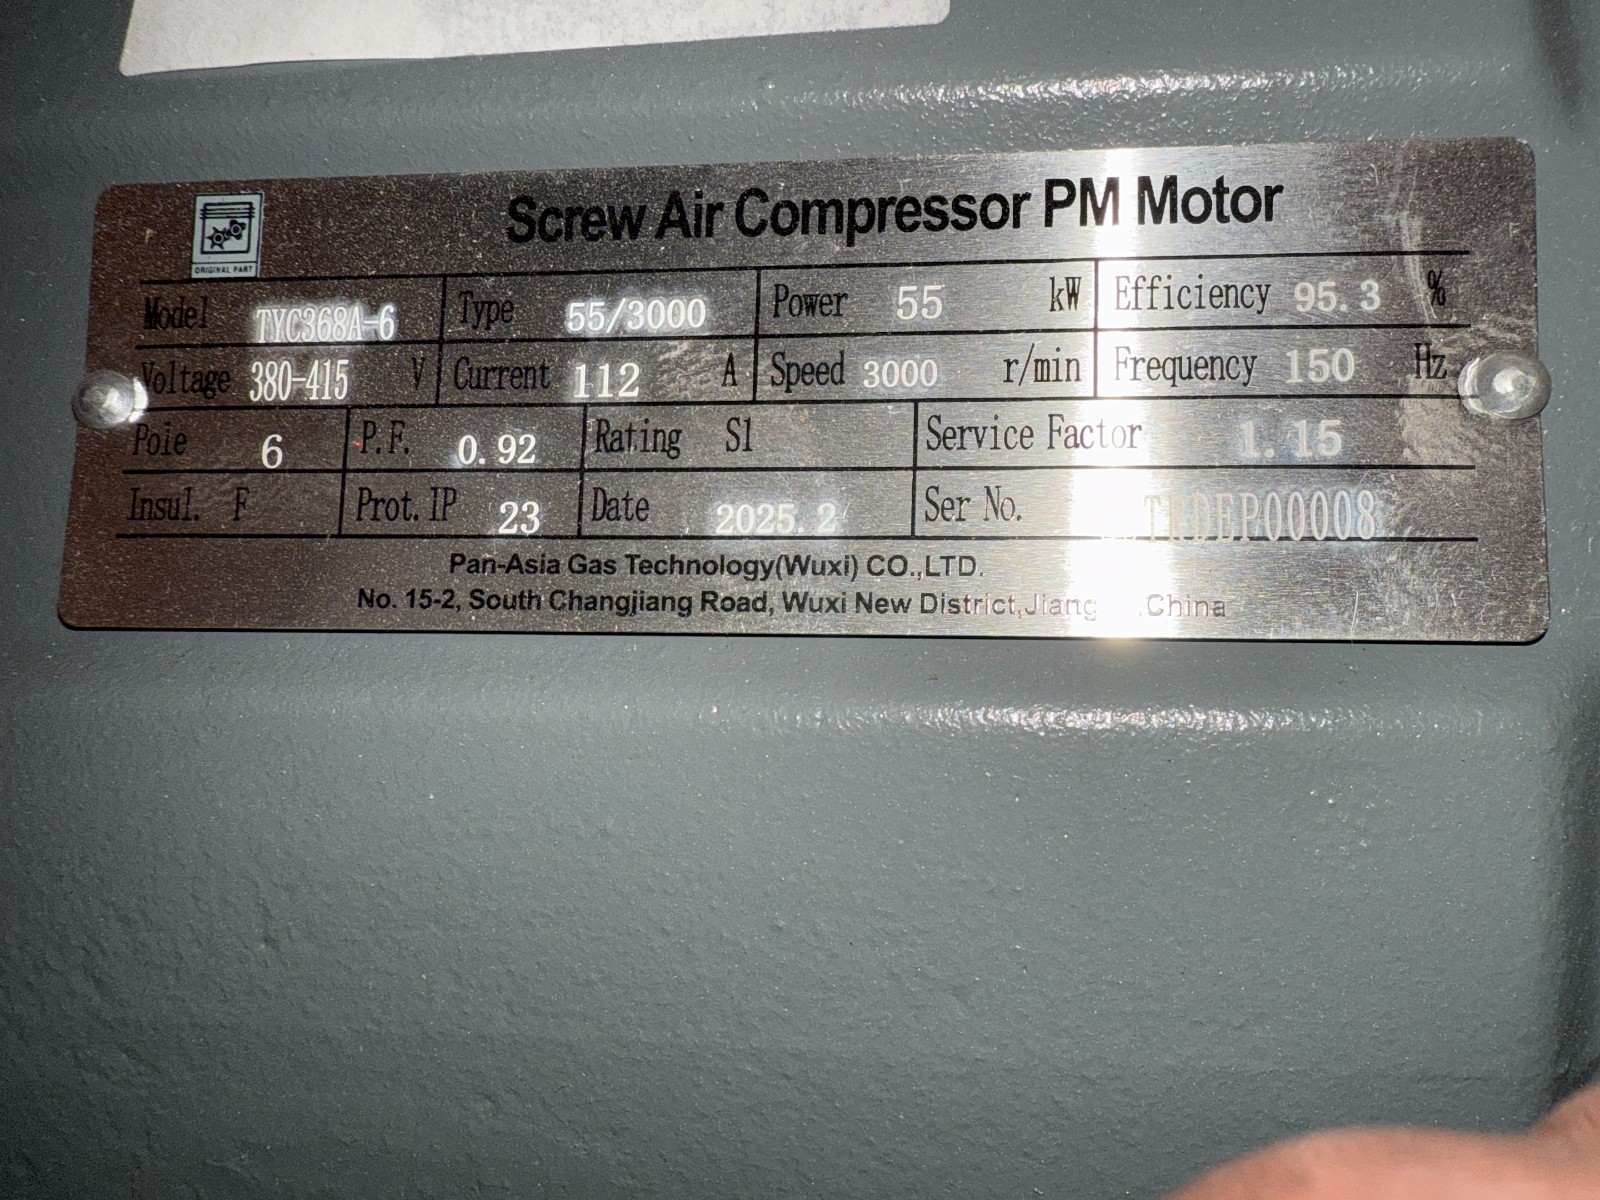 Screw Air Compressor PM Motor
ORIGINAL PART
Model TYC368A-6 Type 55/3000 Power 55 kW Efficiency 95.3 %
Voltage 380-415 V Current 112 A Speed 3000 r/min Frequency 150 Hz
Poie 6 P.F. 0.92 Rating S1 Service Factor 1.15
Insul. F Prot.IP 23 Date 2025.2 Ser No.
Pan-Asia Gas Technology(Wuxi) CO.,LTD.
No. 15-2, South Changjiang Road, Wuxi New District, China